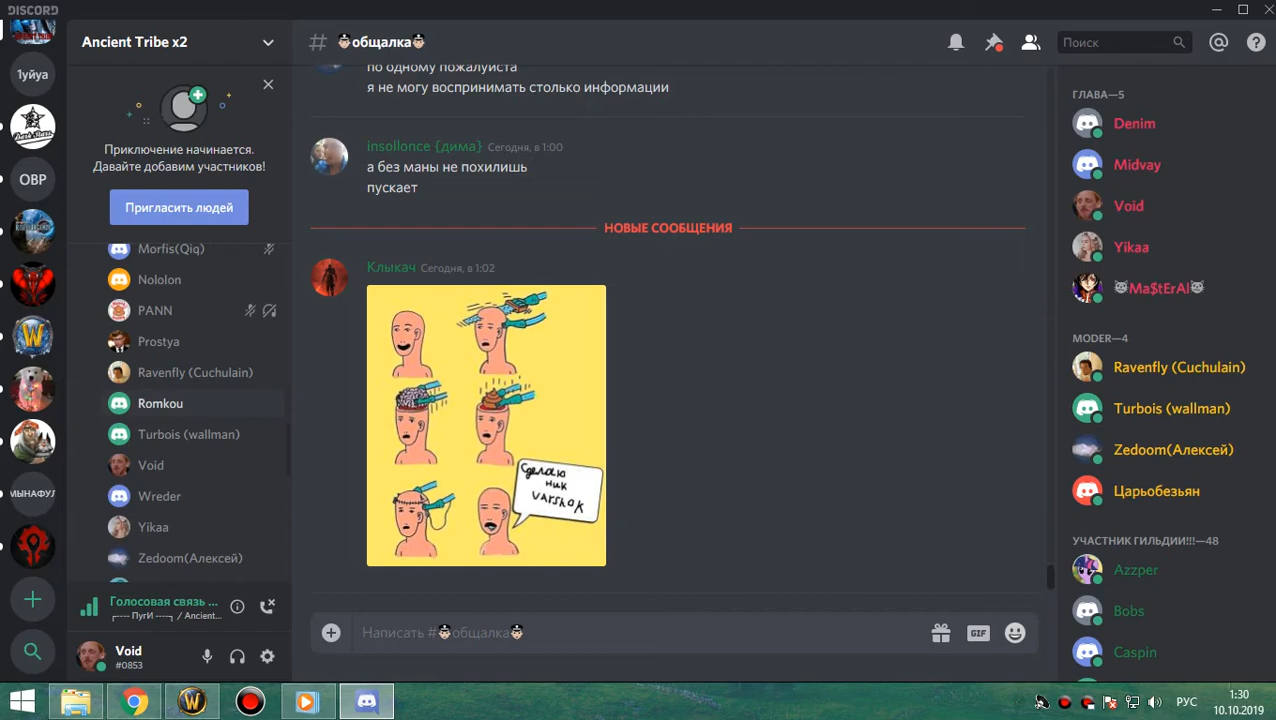 DISCORD
1уйуа
OBP
МЫНАФУЛ
Ancient Tribe x2
Приключение начинается.
Давайте добавим участников!
Пригласить людей
Morfis(Qiq)
Nololon
PANN
Prostya
Ravenfly (Cuchulain)
Romkou
Turbois (wallman)
Void
Wreder
Yikaa
Zedoom(Алексей)
Голосовая связь ...
ПугИ / Ancient...
Void
#0853
# общалка
Поиск
по одному пожалуйста
я не могу воспринимать столько информации
insollonce {дима} Сегодня, в 1:00
а без маны не похилишь
пускает
НОВЫЕ СООБЩЕНИЯ
Клыкач Сегодня, в 1:02
Сделаю
ник
varshok
Написать #общалка
GIF
ГЛАВА—5
Denim
Midvay
Void
Yikaa
Ma$tErAl
MODER—4
Ravenfly (Cuchulain)
Turbois (wallman)
Zedoom(Алексей)
Царьобезьян
УЧАСТНИК ГИЛЬДИИ!!!—48
Azzper
Bobs
Caspin
РУС
1:30
10.10.2019